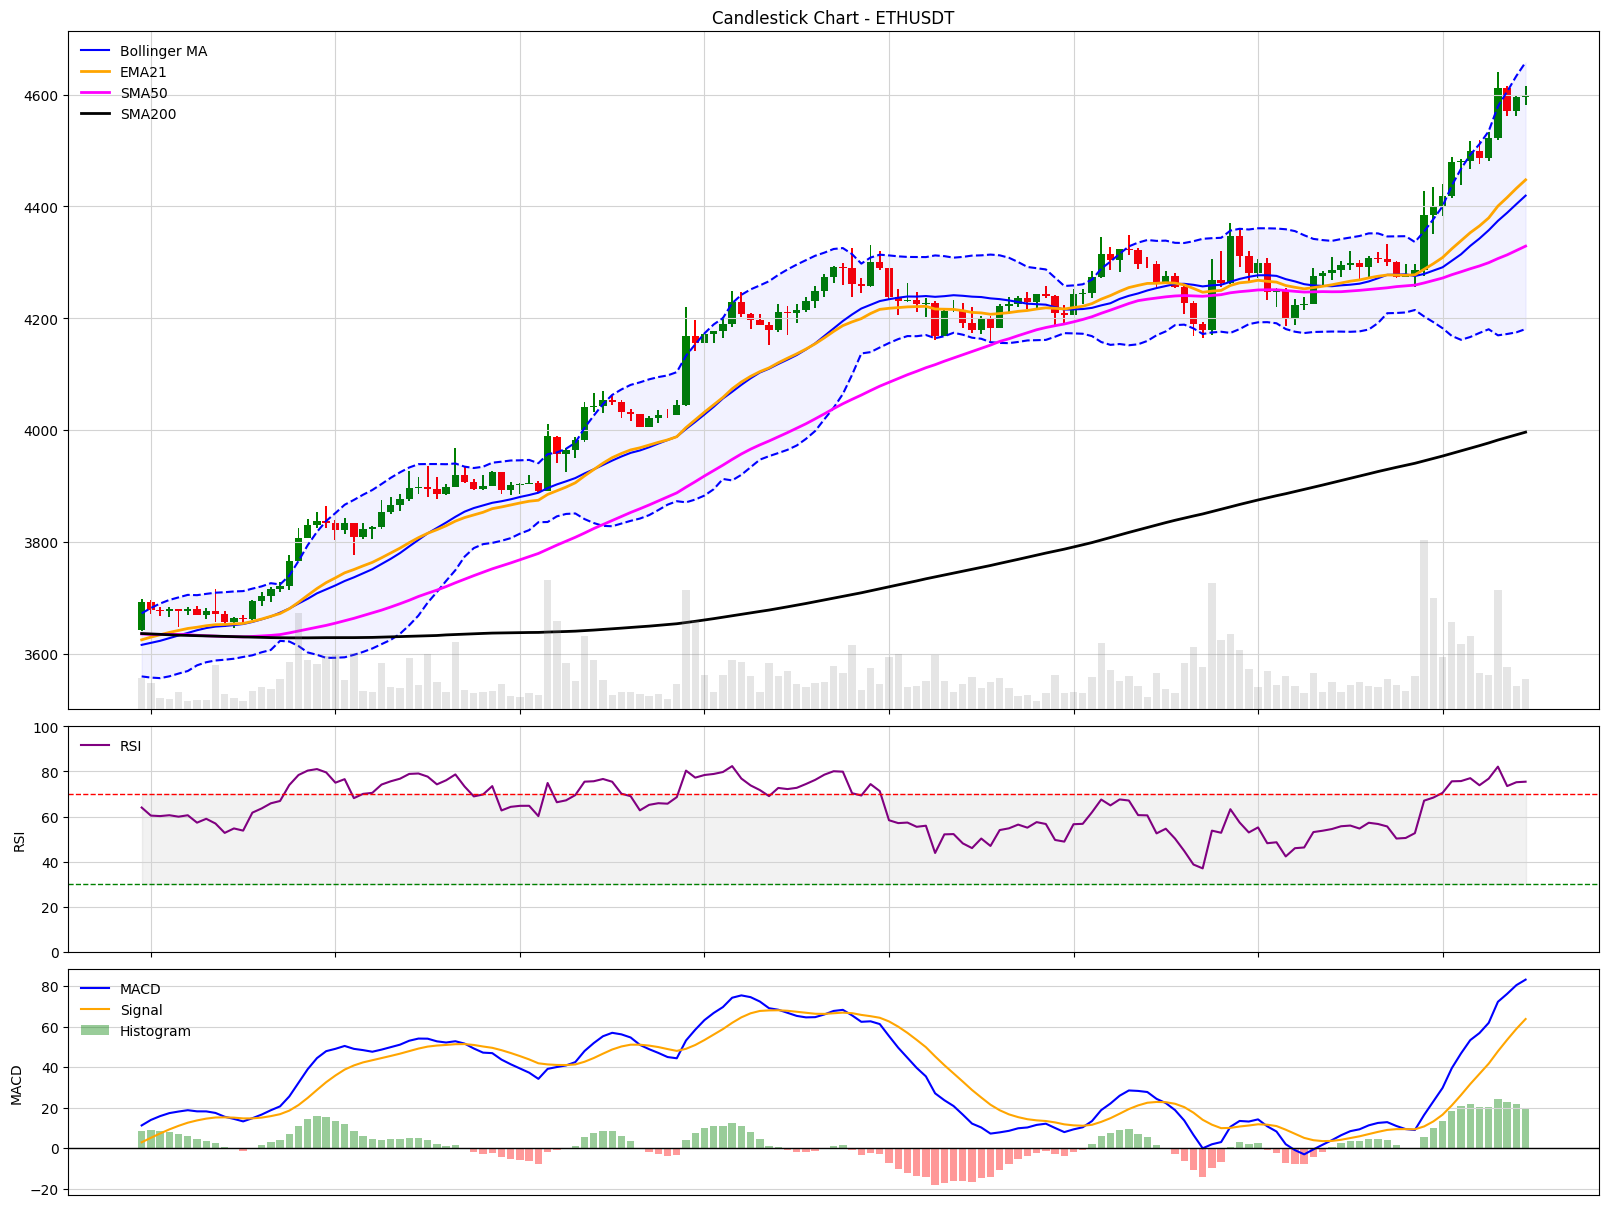 Candlestick Chart - ETHUSDT
Bollinger MA
EMA21
SMA50
SMA200
4600
4400
4200
4000
3800
3600
RSI
100
80
60
40
20
0
RSI
MACD
Signal
Histogram
80
60
40
20
0
−20
MACD